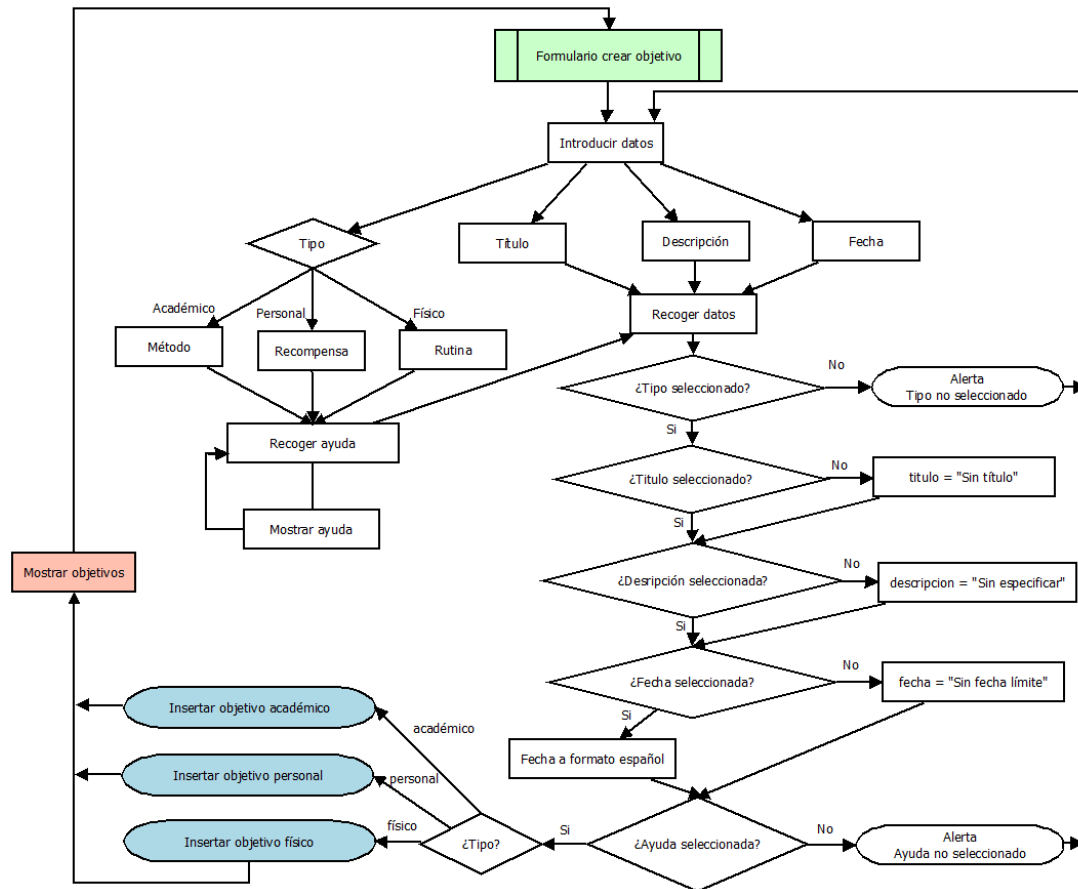 Formulario crear objetivo
Introducir datos
Tipo
Título
Descripción
Fecha
Académico
Personal
Físico
Recoger datos
Método
Recompensa
Rutina
¿Tipo seleccionado?
No
Alerta
Tipo no seleccionado
Si
Recoger ayuda
¿Titulo seleccionado?
No
titulo = "Sin título"
Si
Mostrar ayuda
Mostrar objetivos
¿Desripción seleccionada?
No
descripcion = "Sin especificar"
Si
¿Fecha seleccionada?
No
fecha = "Sin fecha límite"
Si
Insertar objetivo académico
académico
Fecha a formato español
Insertar objetivo personal
personal
Insertar objetivo físico
físico
¿Tipo?
Si
¿Ayuda seleccionada?
No
Alerta
Ayuda no seleccionado